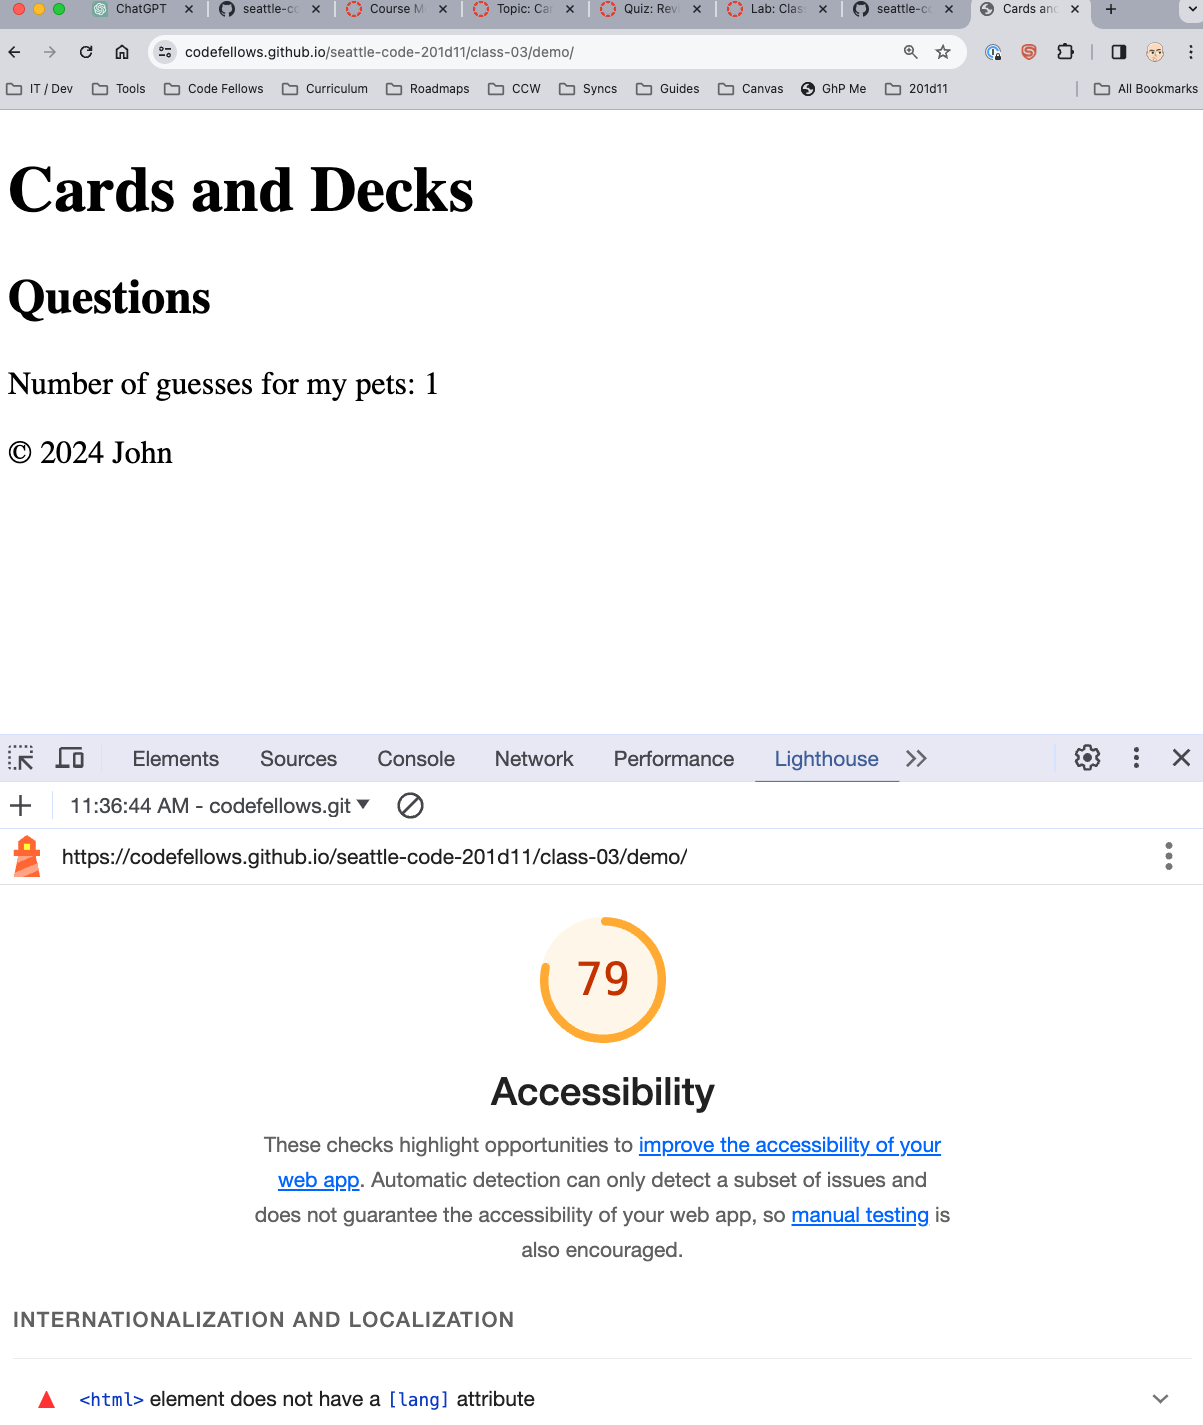 ChatGPT seattle-co Course M Topic: Ca Quiz: Rev Lab: Clas seattle-co Cards and
codefellows.github.io/seattle-code-201d11/class-03/demo/
IT / Dev Tools Code Fellows Curriculum Roadmaps CCW Syncs Guides Canvas GhP Me 201d11 All Bookmarks
Cards and Decks
Questions
Number of guesses for my pets: 1
© 2024 John
Elements Sources Console Network Performance Lighthouse
11:36:44 AM - codefellows.git
https://codefellows.github.io/seattle-code-201d11/class-03/demo/
79
Accessibility
These checks highlight opportunities to improve the accessibility of your
web app. Automatic detection can only detect a subset of issues and
does not guarantee the accessibility of your web app, so manual testing is
also encouraged.
INTERNATIONALIZATION AND LOCALIZATION
<html> element does not have a [lang] attribute